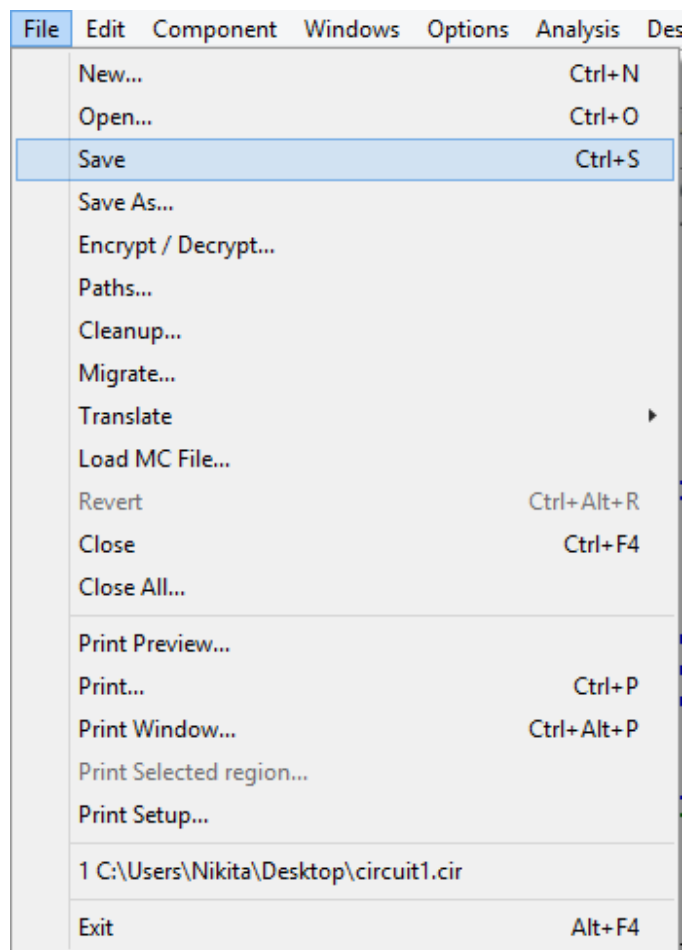 File Edit Component Windows Options Analysis Des
New... Ctrl+N
Open... Ctrl+O
Save Ctrl+S
Save As...
Encrypt / Decrypt...
Paths...
Cleanup...
Migrate...
Translate
Load MC File...
Revert Ctrl+Alt+R
Close Ctrl+F4
Close All...
Print Preview...
Print... Ctrl+P
Print Window... Ctrl+Alt+P
Print Selected region...
Print Setup...
1 C:\Users\Nikita\Desktop\circuit1.cir
Exit Alt+F4